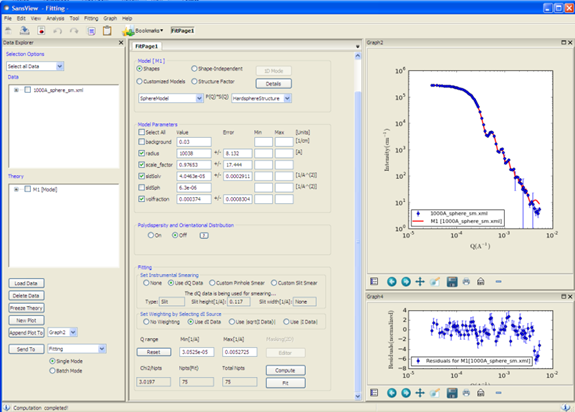 SansView - Fitting -
File Edit View Analysis Tool Fitting Graph Help
Bookmarks FitPage1
Data Explorer
Selection Options
Select all Data
Data
1000A_sphere_sm.xml
Theory
M1 [Model]
Load Data
Delete Data
Freeze Theory
New Plot
Append Plot To Graph2
Send To Fitting
Single Mode
Batch Mode
FitPage1
Model [M1]
Shapes Shape-Independent 1D Mode
Customized Models Structure Factor Details
SphereModel P(Q)*S(Q) HardsphereStructure
Model Parameters
Select All Value Error Min Max [Units]
background 0.03 [1/cm]
radius 10038 +/- 8.132 [A]
scale_factor 0.97653 +/- 17.444
sldSolv 4.0463e-05 +/- 0.0002911 [1/A^(2)]
sldSph 6.3e-06 [1/A^(2)]
volfraction 0.000374 +/- 0.0008304
Polydispersity and Orientational Distribution
On Off ?
Fitting
Set Instrumental Smearing
None Use dQ Data Custom Pinhole Smear Custom Slit Smear
The dQ data is being used for smearing...
Type: Slit Slit height[1/A]: 0.117 Slit width[1/A]: None
Set Weighting by Selecting dI Source
No Weighting Use dI Data Use |sqrt(I Data)| Use |I Data|
Q range Min[1/A] Max[1/A] Masking(2D)
Reset 3.0525e-05 0.0052725 Editor
Chi2/Npts Npts(Fit) Total Npts Compute
3.0197 75 75 Fit
Graph2
10^6
10^5
10^4
10^3
10^2
10^1
10^0
Intensity(cm^-1)
1000A_sphere_sm.xml
M1 [1000A_sphere_sm.xml]
10^-5 10^-4 10^-3 10^-2 10^-2
Q(A^-1)
Graph4
4
2
0
-2
-4
-6
-8
Residuals(normalized)
Residuals for M1[1000A_sphere_sm.xml]
10^-5 10^-4 10^-3 10^-2
Computation completed!